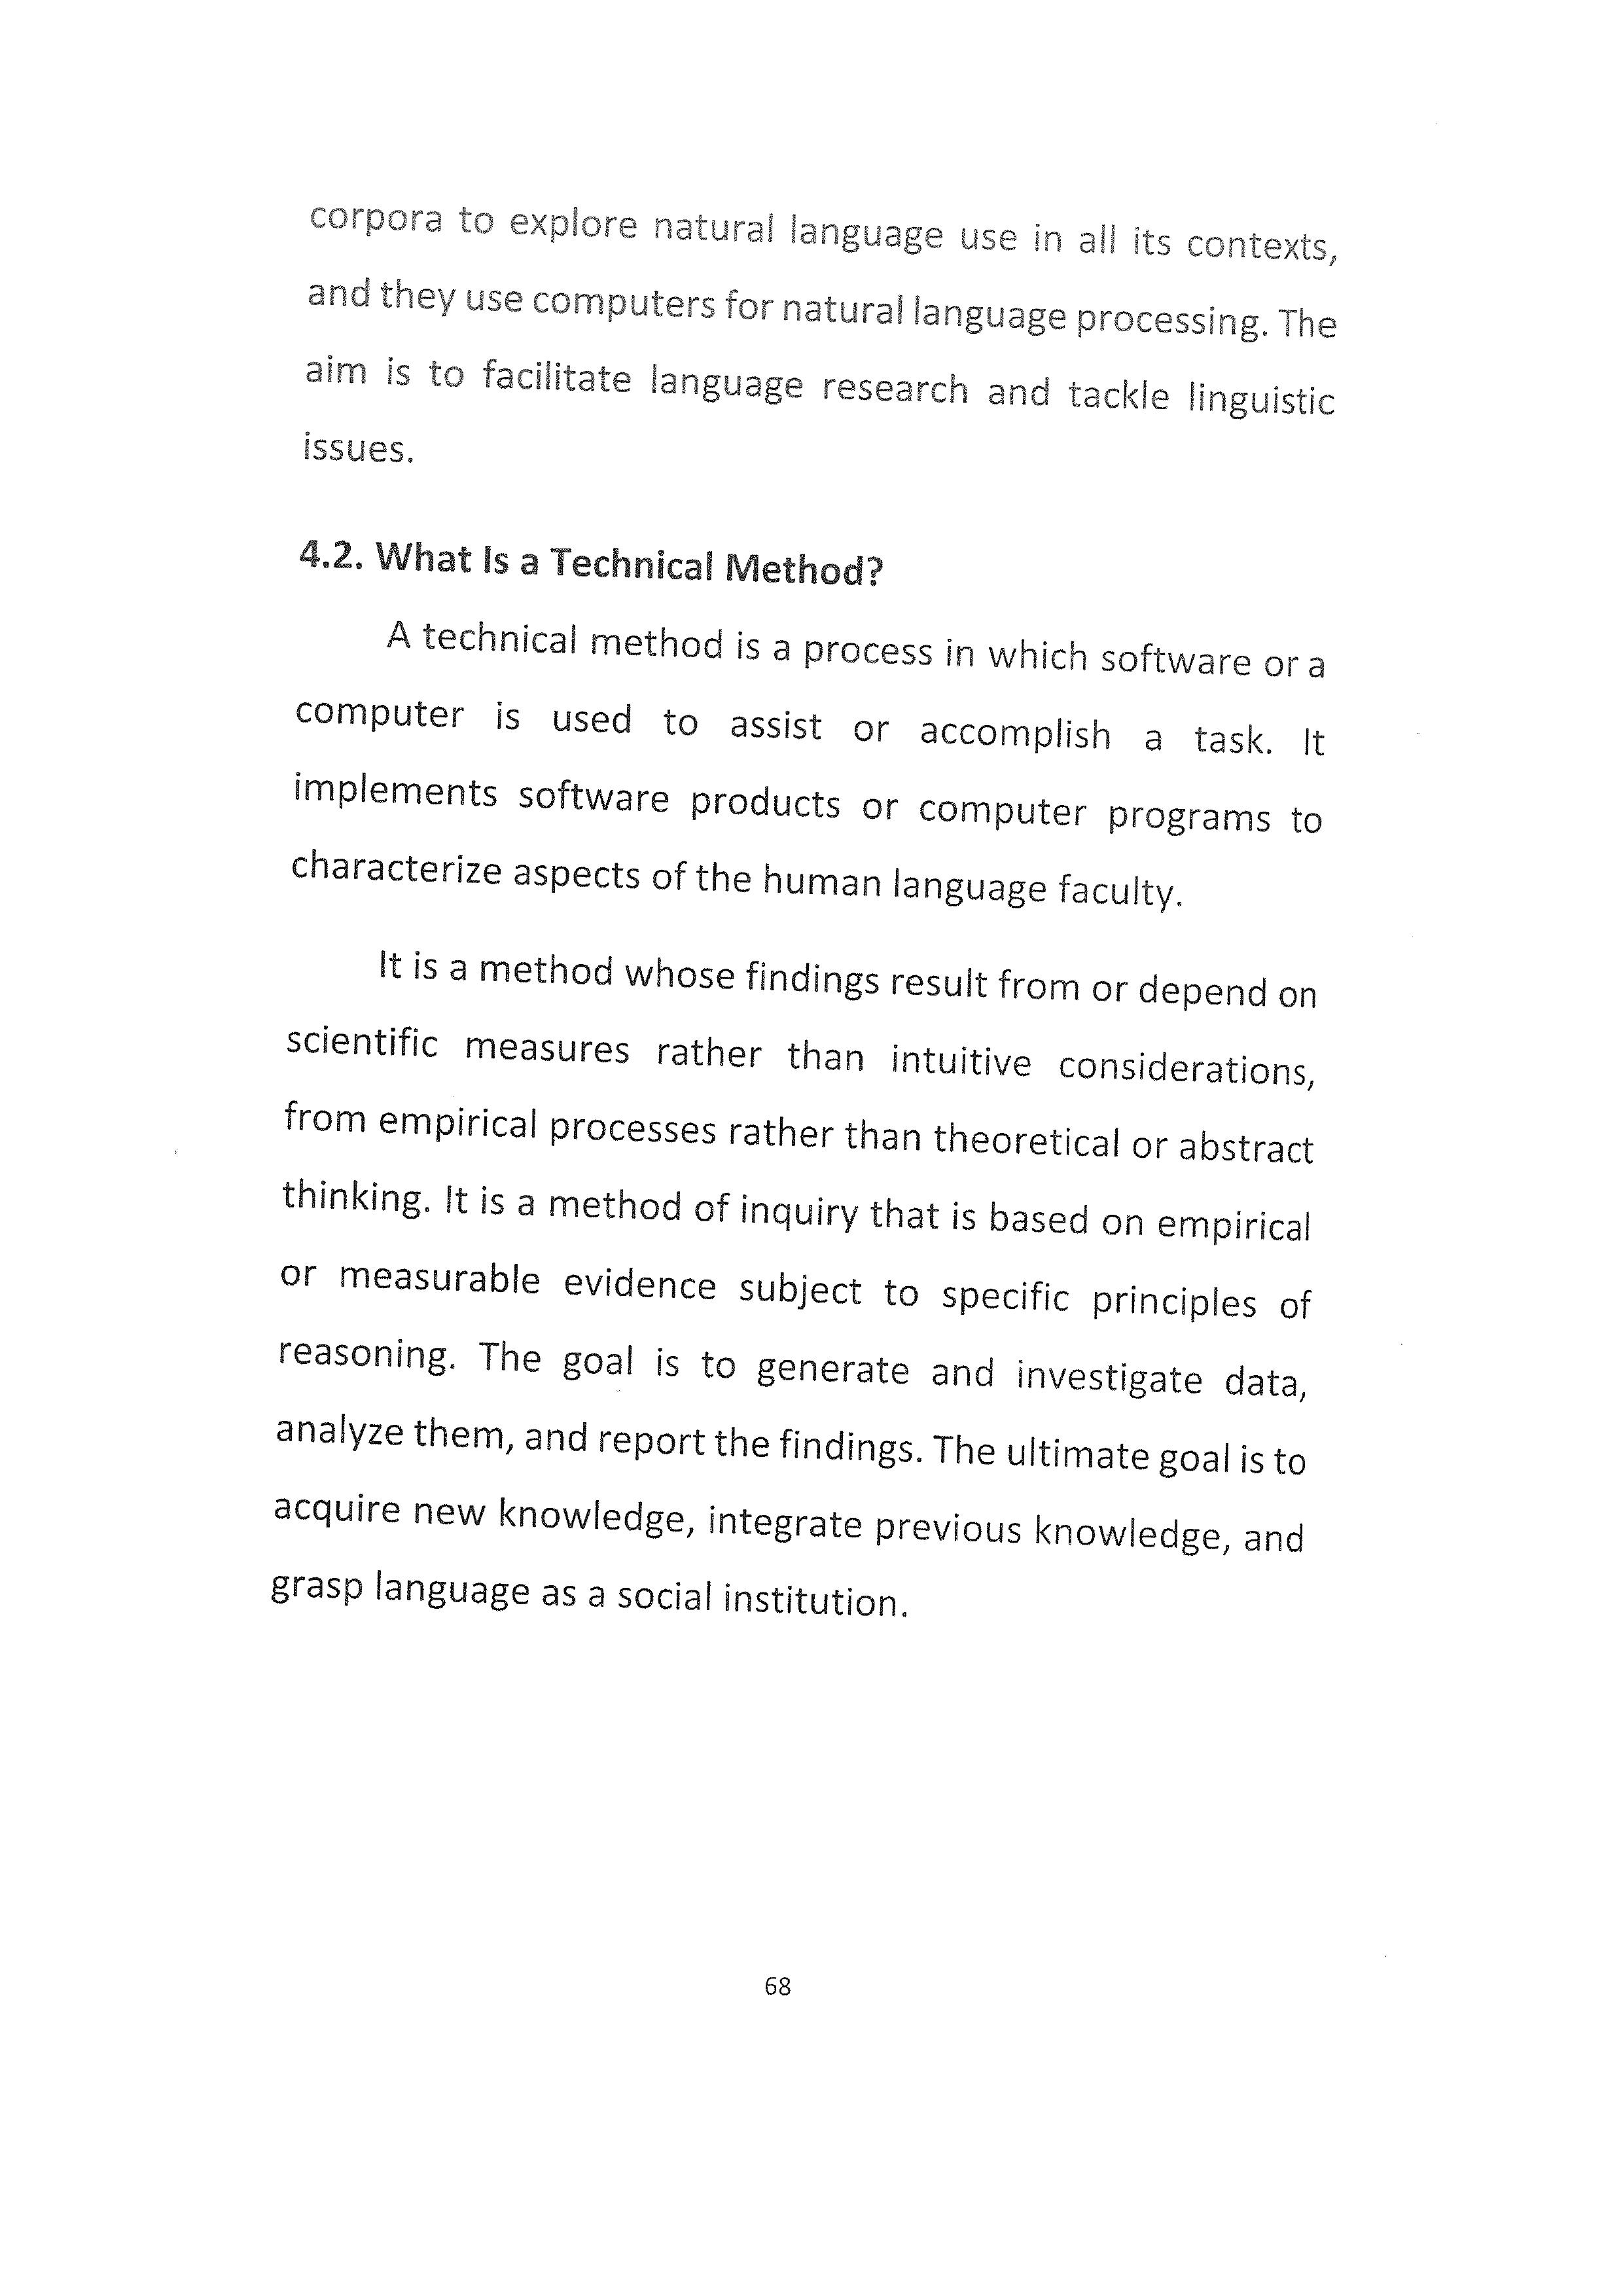 corpora to explore natural language use in all its contexts,
and they use computers for natural language processing. The
aim is to facilitate language research and tackle linguistic
issues.
4.2. What Is a Technical Method?
A technical method is a process in which software or a
computer is used to assist or accomplish a task. It
implements software products or computer programs to
characterize aspects of the human language faculty.
It is a method whose findings result from or depend on
scientific measures rather than intuitive considerations,
from empirical processes rather than theoretical or abstract
thinking. It is a method of inquiry that is based on empirical
or measurable evidence subject to specific principles of
reasoning. The goal is to generate and investigate data,
analyze them, and report the findings. The ultimate goal is to
acquire new knowledge, integrate previous knowledge, and
grasp language as a social institution.
68